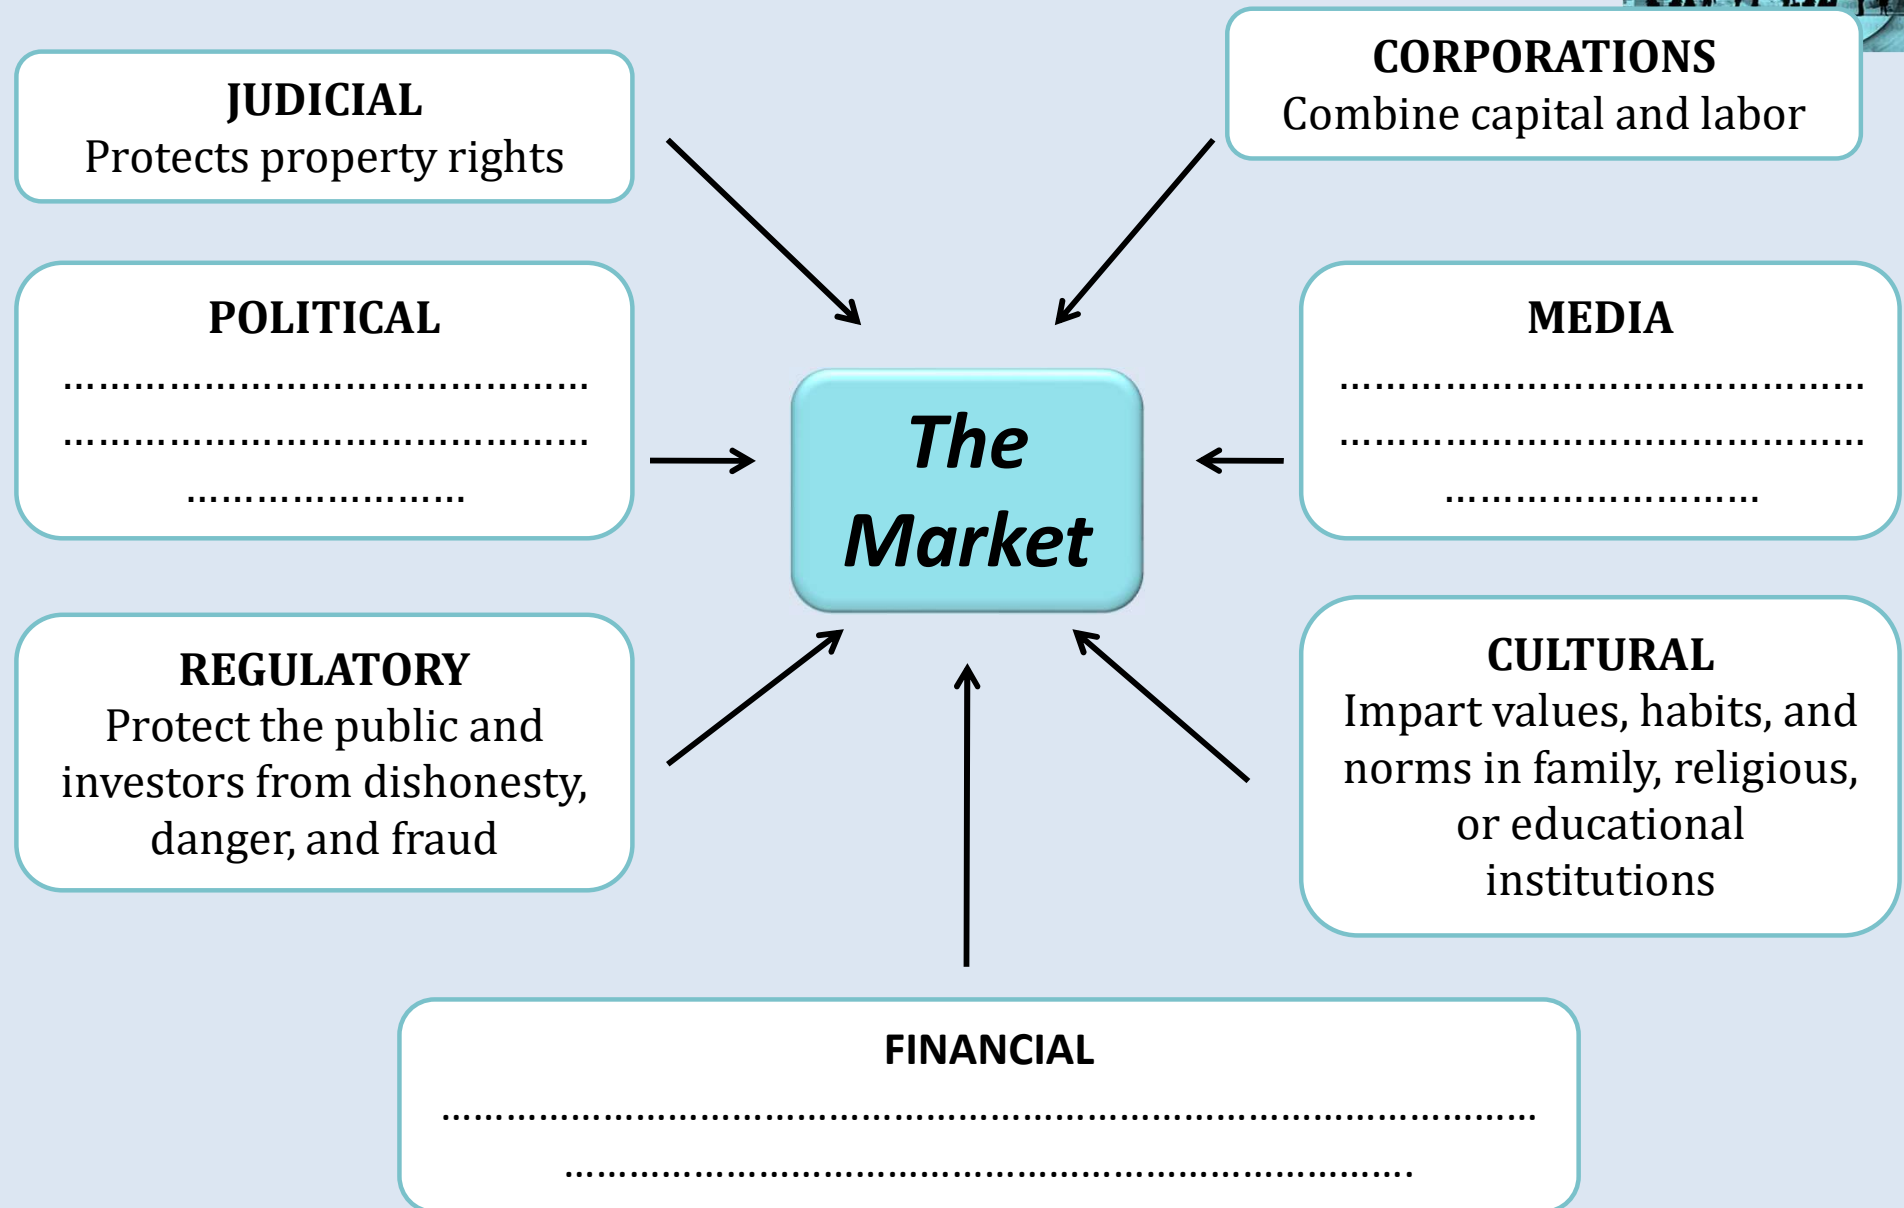 JUDICIAL
Protects property rights
CORPORATIONS
Combine capital and labor
POLITICAL
………………………………………
………………………………………
……………………
The
Market
MEDIA
………………………………………
………………………………………
………………………
REGULATORY
Protect the public and
investors from dishonesty,
danger, and fraud
CULTURAL
Impart values, habits, and
norms in family, religious,
or educational
institutions
FINANCIAL
…………………………………………………………………………………………
…………………………………………………………………….